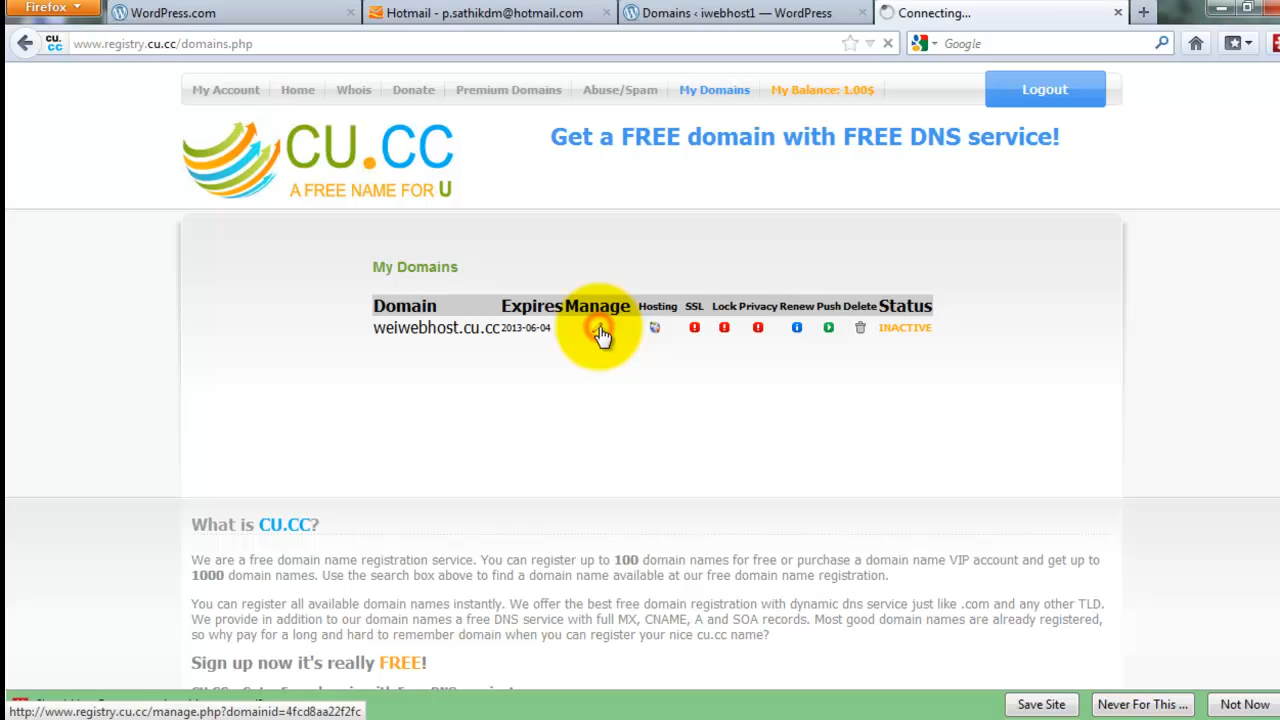 Firefox
WordPress.com
Hotmail - p.sathikdm@hotmail.com
Domains ‹ iwebhost1 — WordPress
Connecting...
cu.cc
www.registry.cu.cc/domains.php
Google
My Account
Home
Whois
Donate
Premium Domains
Abuse/Spam
My Domains
My Balance: 1.00$
Logout
CU.CC
A FREE NAME FOR U
Get a FREE domain with FREE DNS service!
My Domains
Domain Expires Manage Hosting SSL Lock Privacy Renew Push Delete Status
weiwebhost.cu.cc 2013-06-04 INACTIVE
What is CU.CC?
We are a free domain name registration service. You can register up to 100 domain names for free or purchase a domain name VIP account and get up to
1000 domain names. Use the search box above to find a domain name available at our free domain name registration.
You can register all available domain names instantly. We offer the best free domain registration with dynamic dns service just like .com and any other TLD.
We provide in addition to our domain names a free DNS service with full MX, CNAME, A and SOA records. Most good domain names are already registered,
so why pay for a long and hard to remember domain when you can register your nice cu.cc name?
Sign up now it's really FREE!
Save Site
Never For This ...
Not Now
http://www.registry.cu.cc/manage.php?domainid=4fcd8aa22f2fc